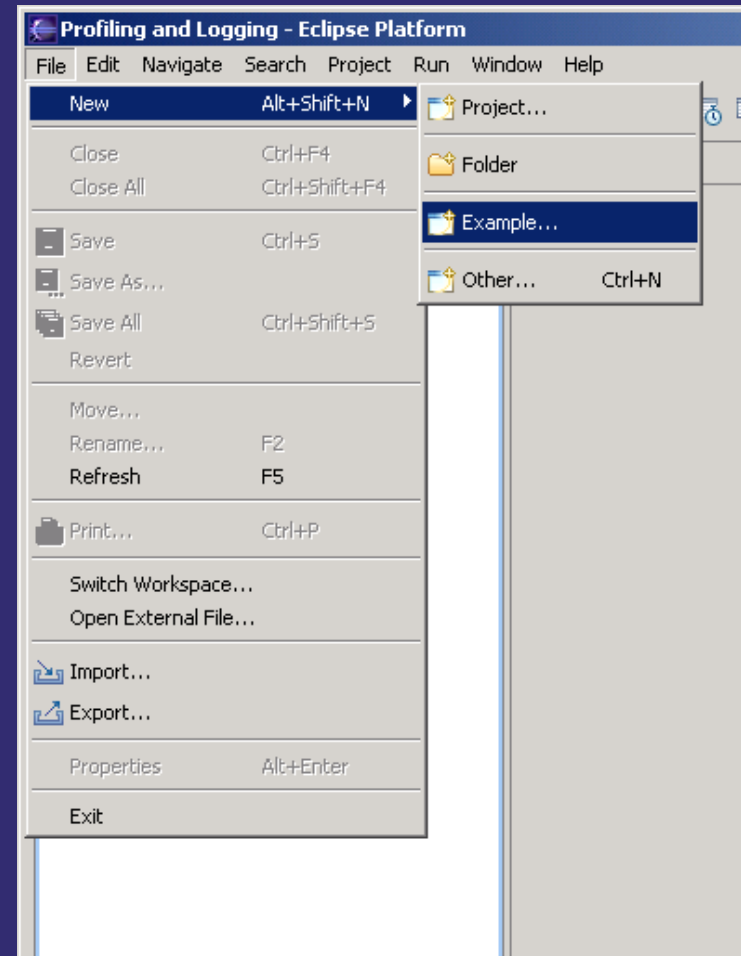 Profiling and Logging - Eclipse Platform
File Edit Navigate Search Project Run Window Help
New Alt+Shift+N
Project...
Folder
Example...
Other... Ctrl+N
Close Ctrl+F4
Close All Ctrl+Shift+F4
Save Ctrl+S
Save As...
Save All Ctrl+Shift+S
Revert
Move...
Rename... F2
Refresh F5
Print... Ctrl+P
Switch Workspace...
Open External File...
Import...
Export...
Properties Alt+Enter
Exit